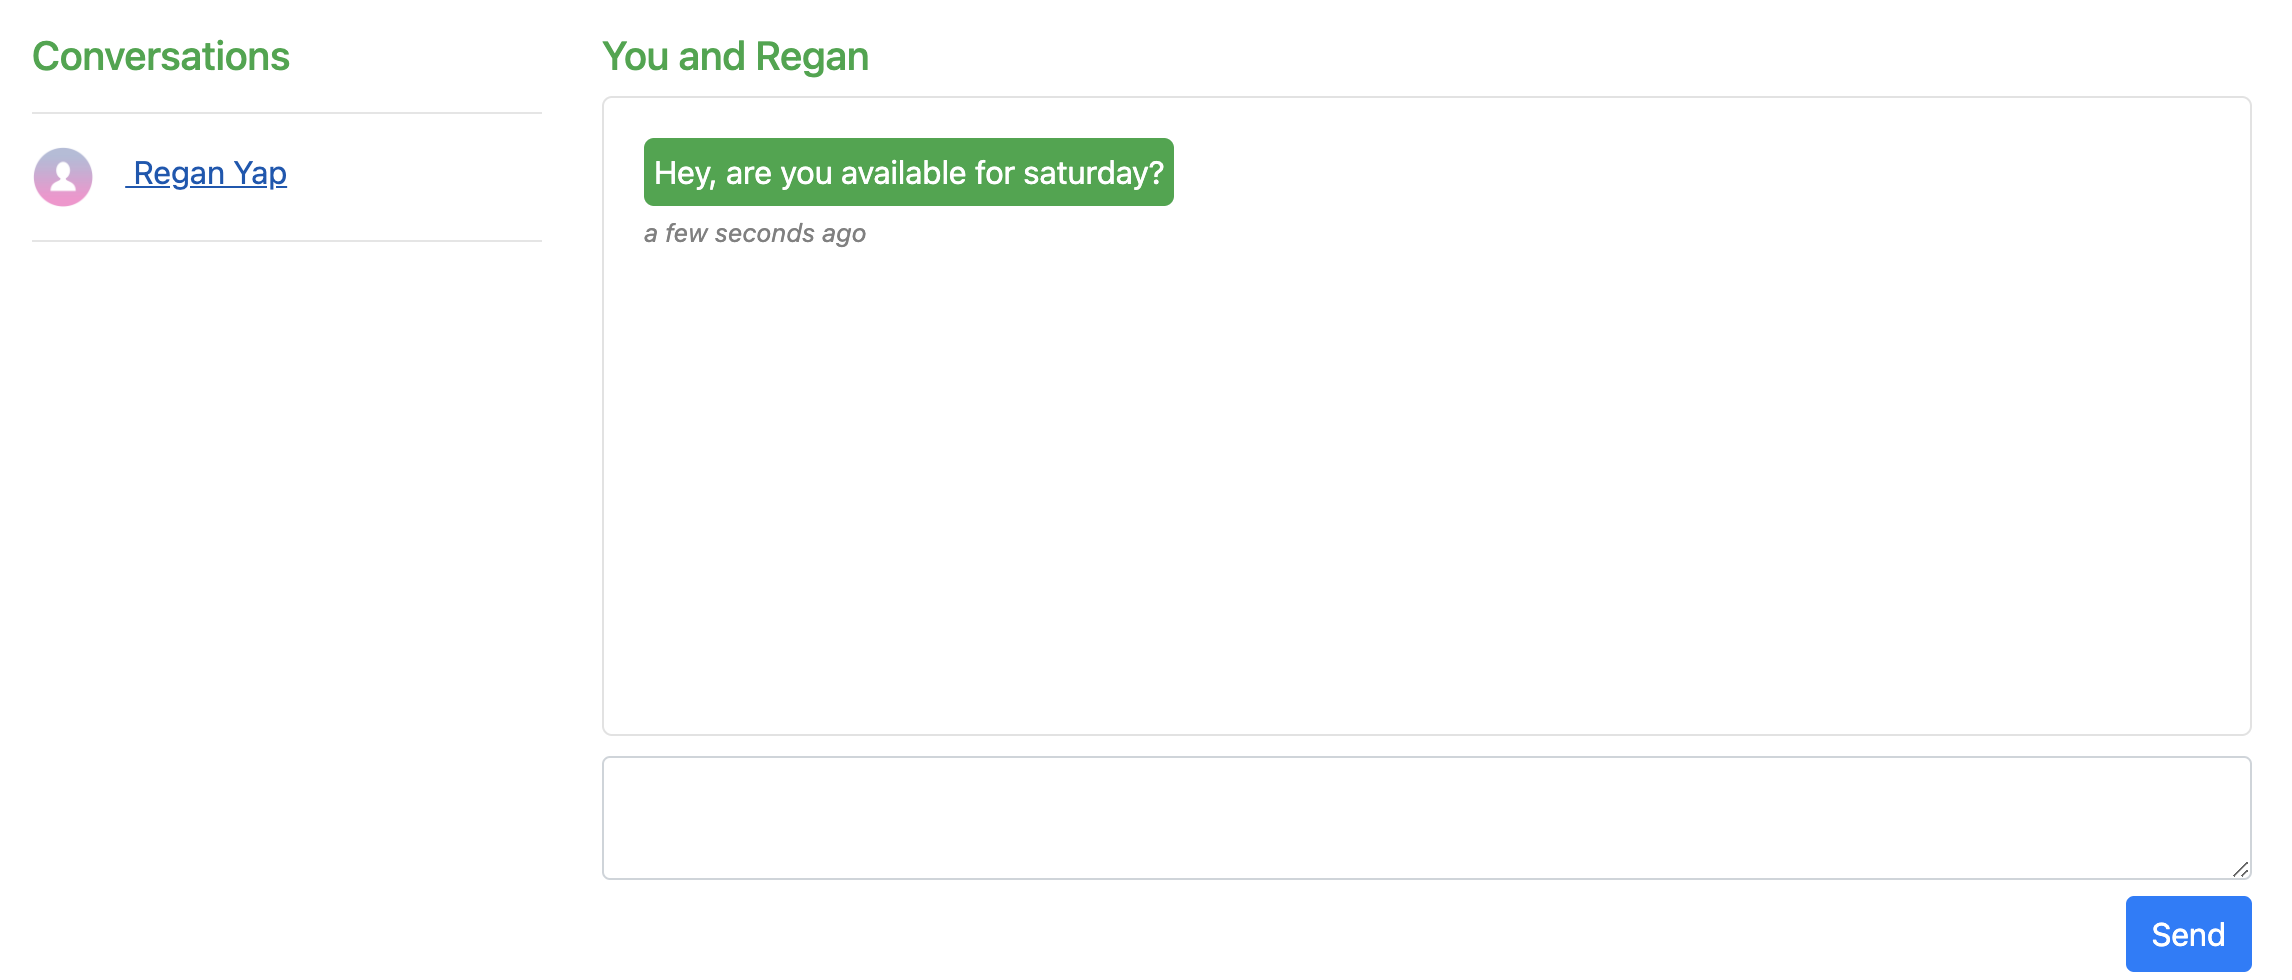 Conversations
Regan Yap
You and Regan
Hey, are you available for saturday?
a few seconds ago
Send